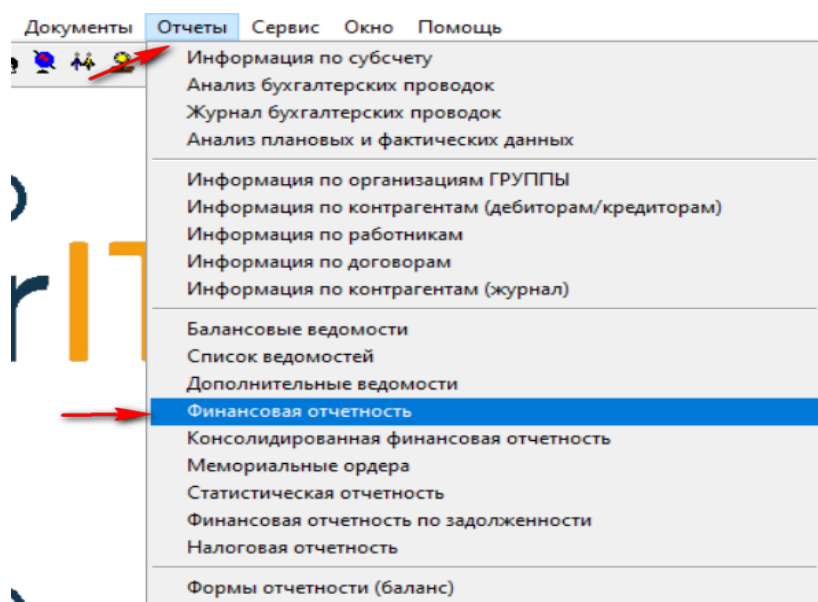 Документы Отчеты Сервис Окно Помощь
Информация по субсчету
Анализ бухгалтерских проводок
Журнал бухгалтерских проводок
Анализ плановых и фактических данных
Информация по организациям ГРУППЫ
Информация по контрагентам (дебиторам/кредиторам)
Информация по работникам
Информация по договорам
Информация по контрагентам (журнал)
Балансовые ведомости
Список ведомостей
Дополнительные ведомости
Финансовая отчетность
Консолидированная финансовая отчетность
Мемориальные ордера
Статистическая отчетность
Финансовая отчетность по задолженности
Налоговая отчетность
Формы отчетности (баланс)